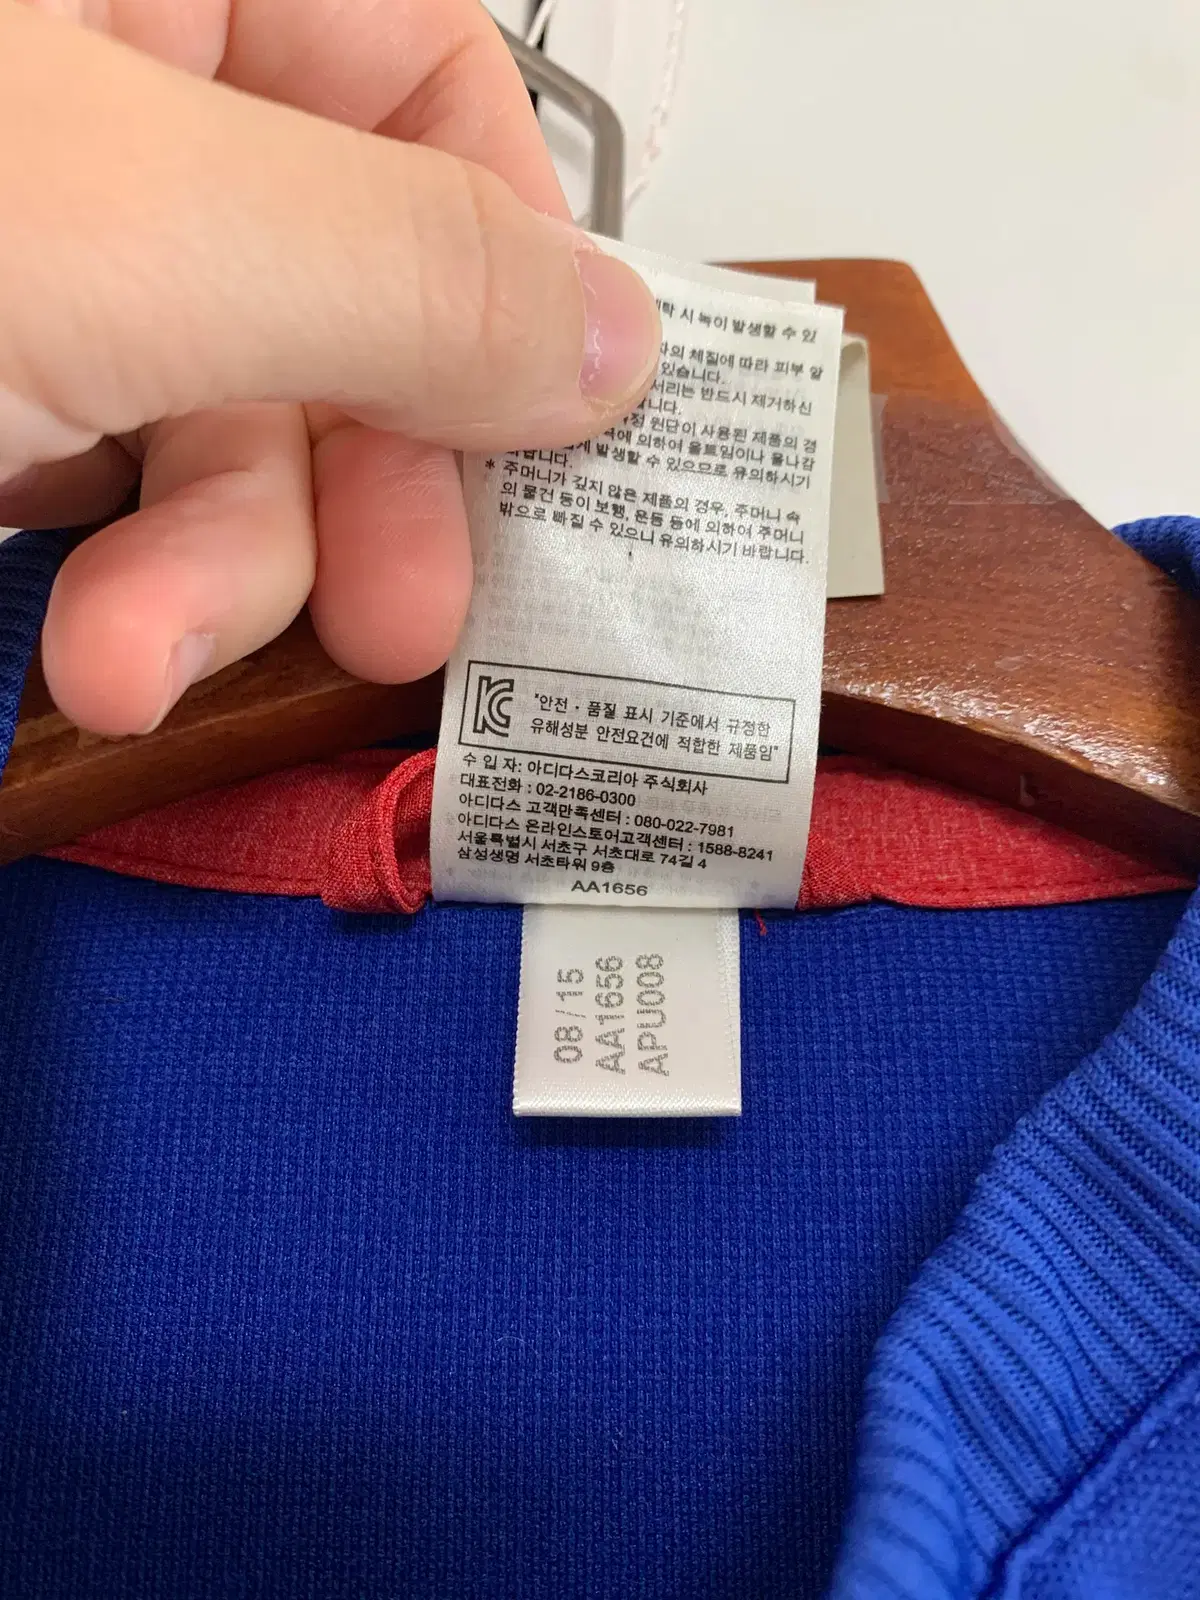 시 녹이 발생할 수 있
체질에 따라 피부 알
있습니다.
반드시 제거하신
원단이 사용된 제품의 경
의하여 올트임이나 올나감
발생할 수 있으므로 유의하시기
* 주머니가 깊지 않은 제품의 경우, 주머니 속
의 물건 등이 보행, 운동 등에 의하여 주머니
밖으로 빠질 수 있으니 유의하시기 바랍니다.
KC
"안전 · 품질 표시 기준에서 규정한
유해성분 안전요건에 적합한 제품임"
수 입 자: 아디다스코리아 주식회사
대표전화 : 02-2186-0300
아디다스 고객만족센터 : 080-022-7981
아디다스 온라인스토어고객센터 : 1588-8241
서울특별시 서초구 서초대로 74길 4
삼성생명 서초타워 9층
AA1656
08/15
AA1656
APU008